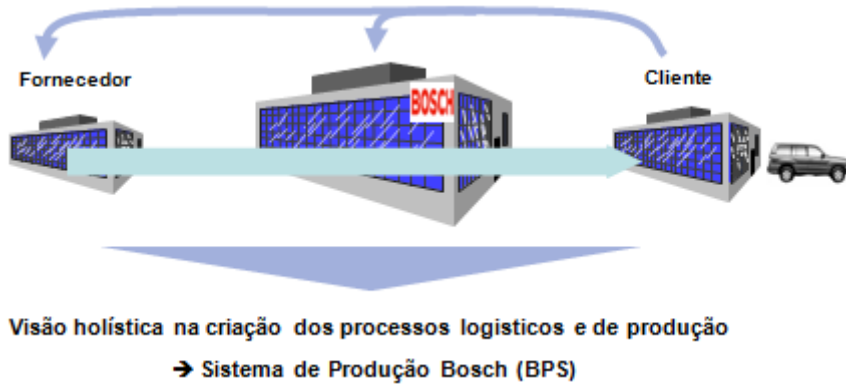 Fornecedor
Cliente
BOSCH
Visão holística na criação dos processos logisticos e de produção
→ Sistema de Produção Bosch (BPS)